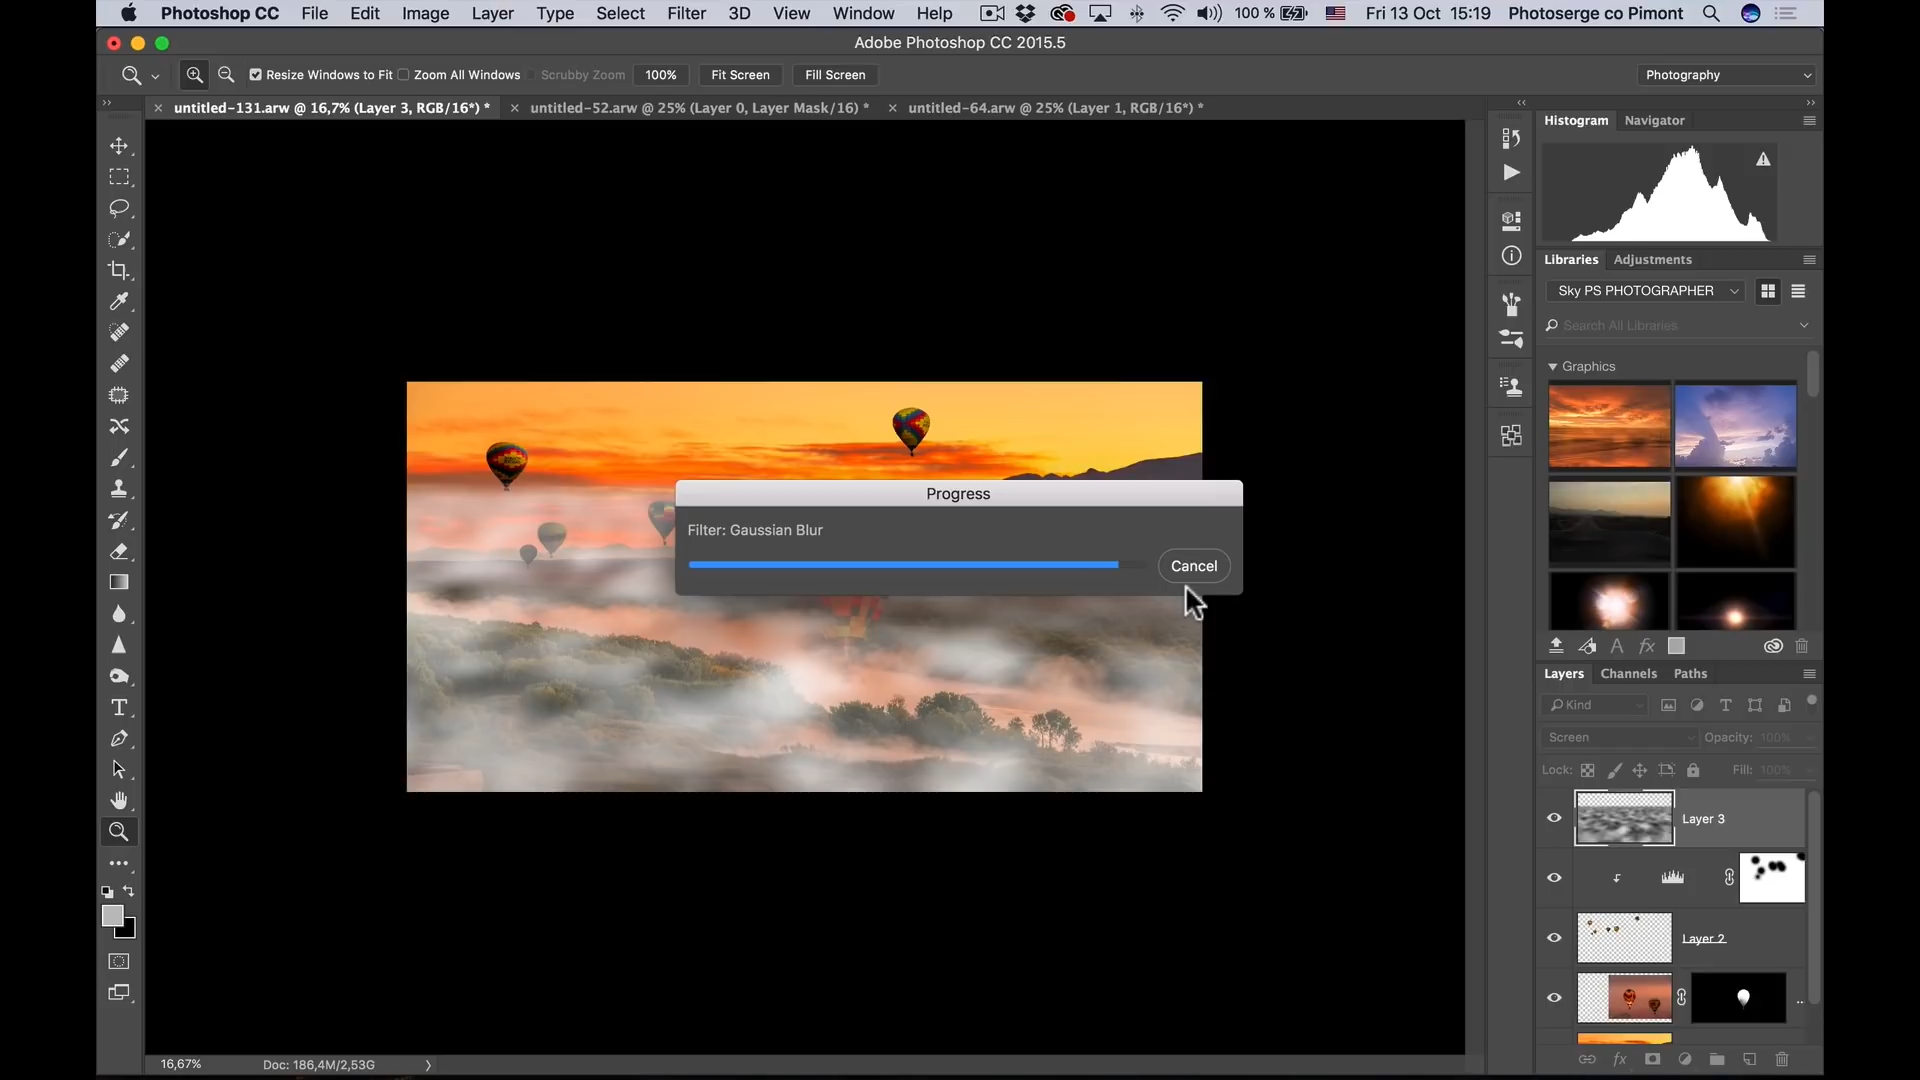 Photoshop CC File Edit Image Layer Type Select Filter 3D View Window Help 100 % Fri 13 Oct 15:19 Photoserge co Pimont
Adobe Photoshop CC 2015.5
Resize Windows to Fit Zoom All Windows Scrubby Zoom 100% Fit Screen Fill Screen Photography
untitled-131.arw @ 16,7% (Layer 3, RGB/16*) * untitled-52.arw @ 25% (Layer 0, Layer Mask/16) * untitled-64.arw @ 25% (Layer 1, RGB/16*) *
Histogram Navigator
Libraries Adjustments
Sky PS PHOTOGRAPHER
Search All Libraries
Graphics
Progress
Filter: Gaussian Blur
Cancel
Layers Channels Paths
Kind
Screen Opacity: 100%
Lock: Fill: 100%
Layer 3
Layer 2
16,67% Doc: 186,4M/2,53G